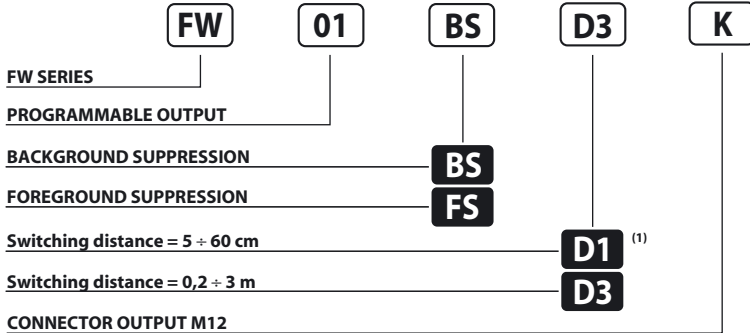 FW 01 BS D3 K
FW SERIES
PROGRAMMABLE OUTPUT
BACKGROUND SUPPRESSION BS
FOREGROUND SUPPRESSION FS
Switching distance = 5 ÷ 60 cm D1 (1)
Switching distance = 0,2 ÷ 3 m D3
CONNECTOR OUTPUT M12